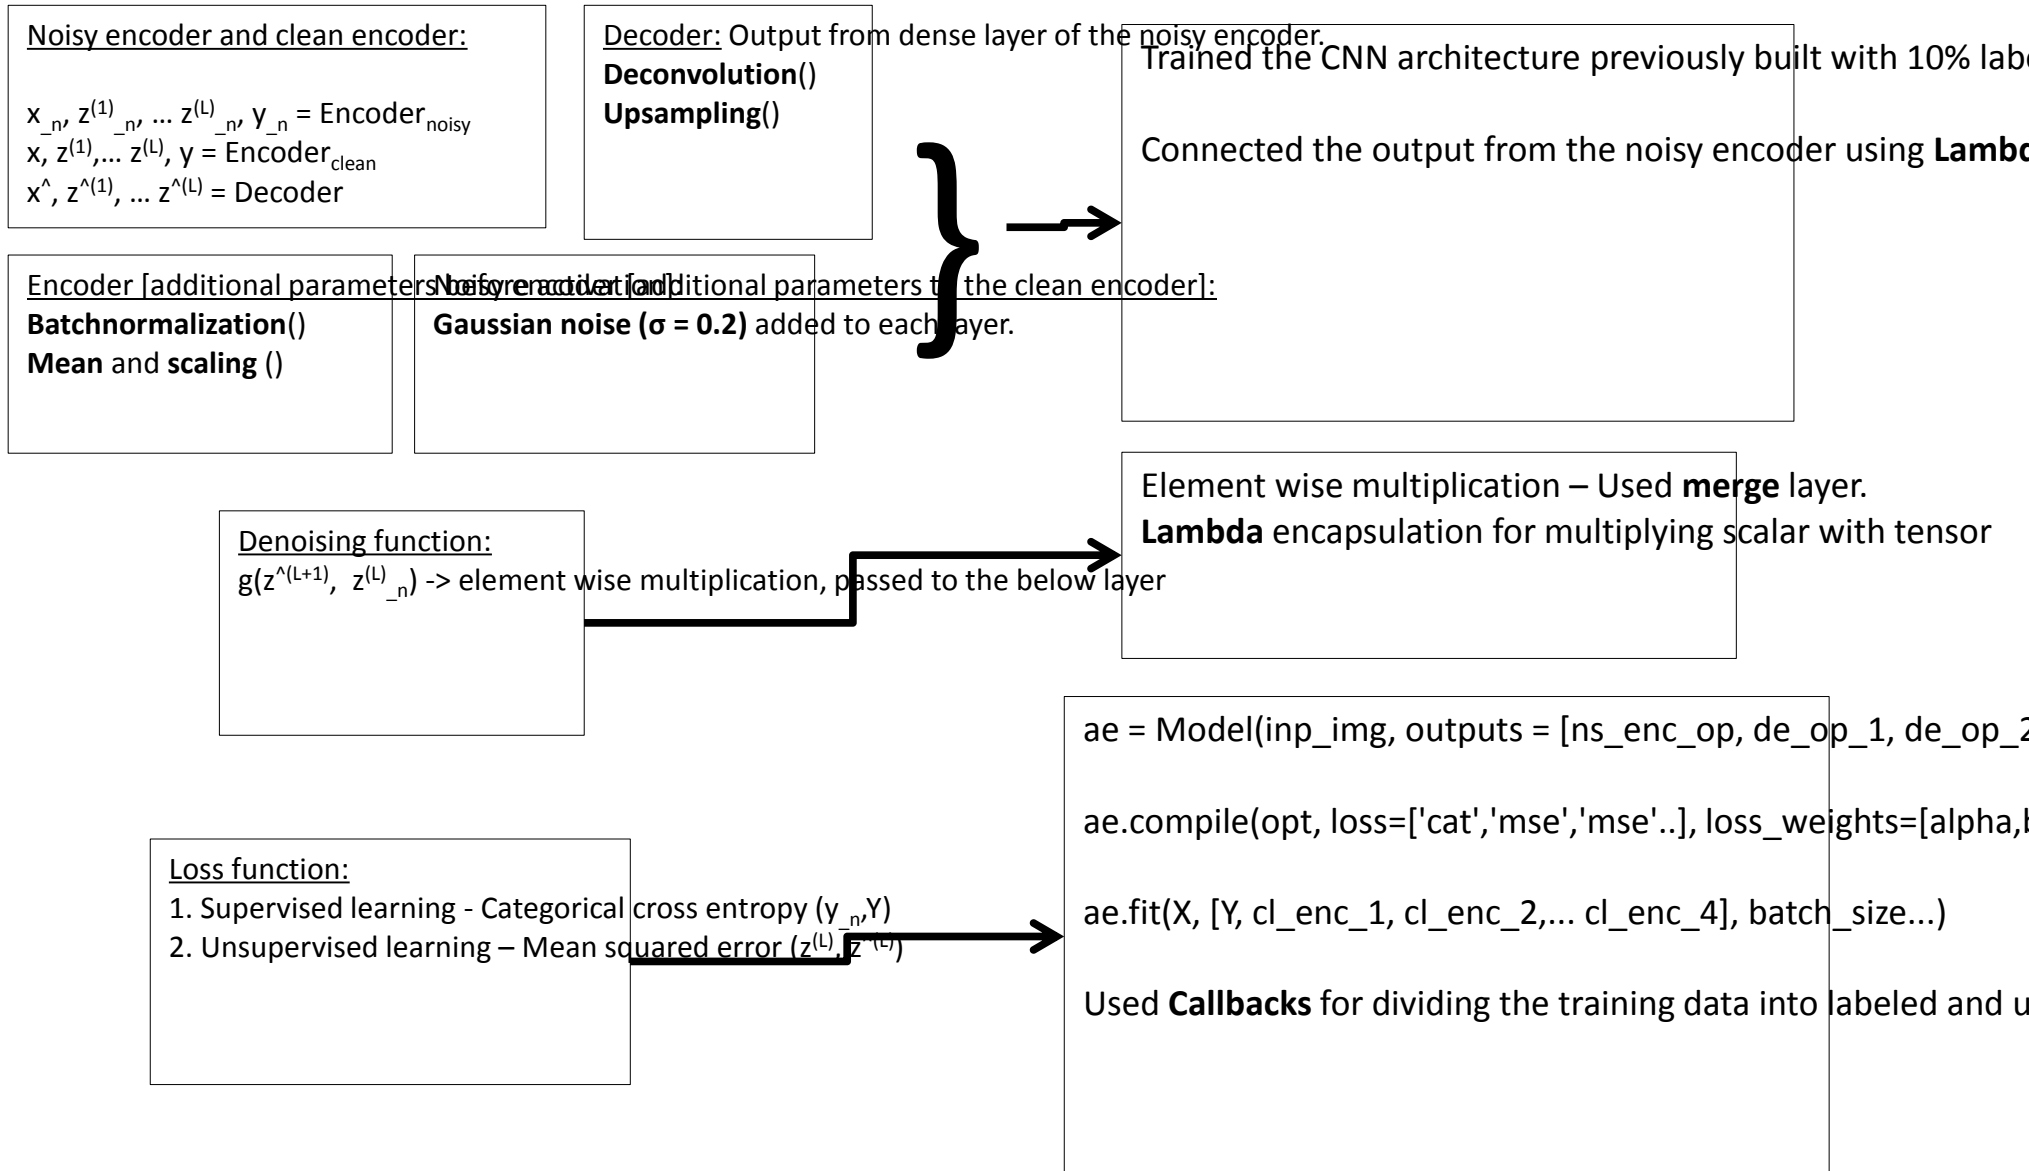 Noisy encoder and clean encoder:
x_n, z(1)_n, … z(L)_n, y_n = Encodernoisy
x, z(1),… z(L), y = Encoderclean
x^, z^(1), … z^(L) = Decoder
Decoder: Output from dense layer of the noisy encoder.
Deconvolution()
Upsampling()
}
Trained the CNN architecture previously built with 10%
Connected the output from the noisy encoder using
Encoder [additional parameters before activation]:
Batchnormalization()
Mean and scaling ()
Noisy encoder [additional parameters to the clean encoder]:
Gaussian noise (σ = 0.2) added to each layer.
Element wise multiplication – Used merge layer.
Lambda encapsulation for multiplying scalar with tensor
Denoising function:
g(z^(L+1), z(L)_n) -> element wise multiplication, passed to the below layer
ae = Model(inp_img, outputs = [ns_enc_op, de_op_1, de_op_2
ae.compile(opt, loss=['cat','mse','mse'..], loss_weights=[alpha,
ae.fit(X, [Y, cl_enc_1, cl_enc_2,... cl_enc_4], batch_size...)
Used Callbacks for dividing the training data into labeled and
Loss function:
1. Supervised learning - Categorical cross entropy (y_n,Y)
2. Unsupervised learning – Mean squared error (z(L), z^(L))